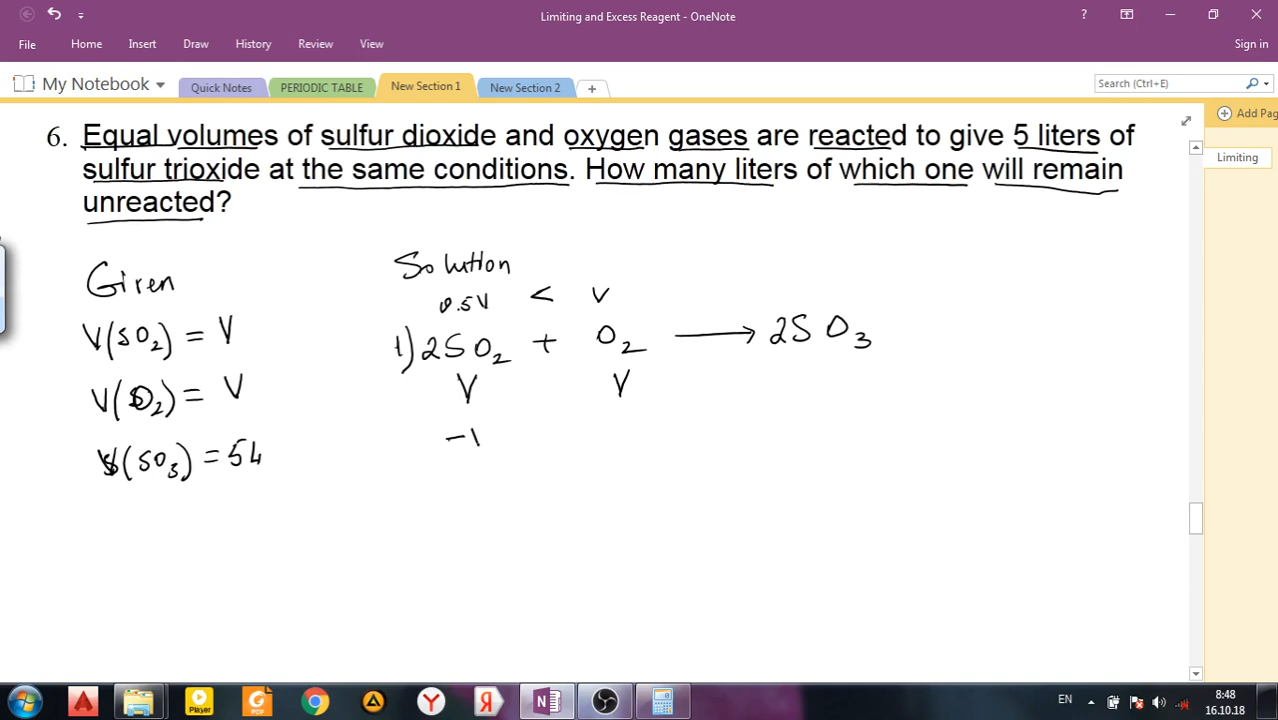 Limiting and Excess Reagent - OneNote
File Home Insert Draw History Review View Sign in
My Notebook Quick Notes PERIODIC TABLE New Section 1 New Section 2 Search (Ctrl+E)
Add Pag
Limiting
6. Equal volumes of sulfur dioxide and oxygen gases are reacted to give 5 liters of
sulfur trioxide at the same conditions. How many liters of which one will remain
unreacted?
Given
V(SO₂) = V
V(O₂) = V
V(SO₃) = 5L
Solution
0.5V < V
1) 2SO₂ + O₂ → 2SO₃
V V
EN
8:48
16.10.18
Player
PDF